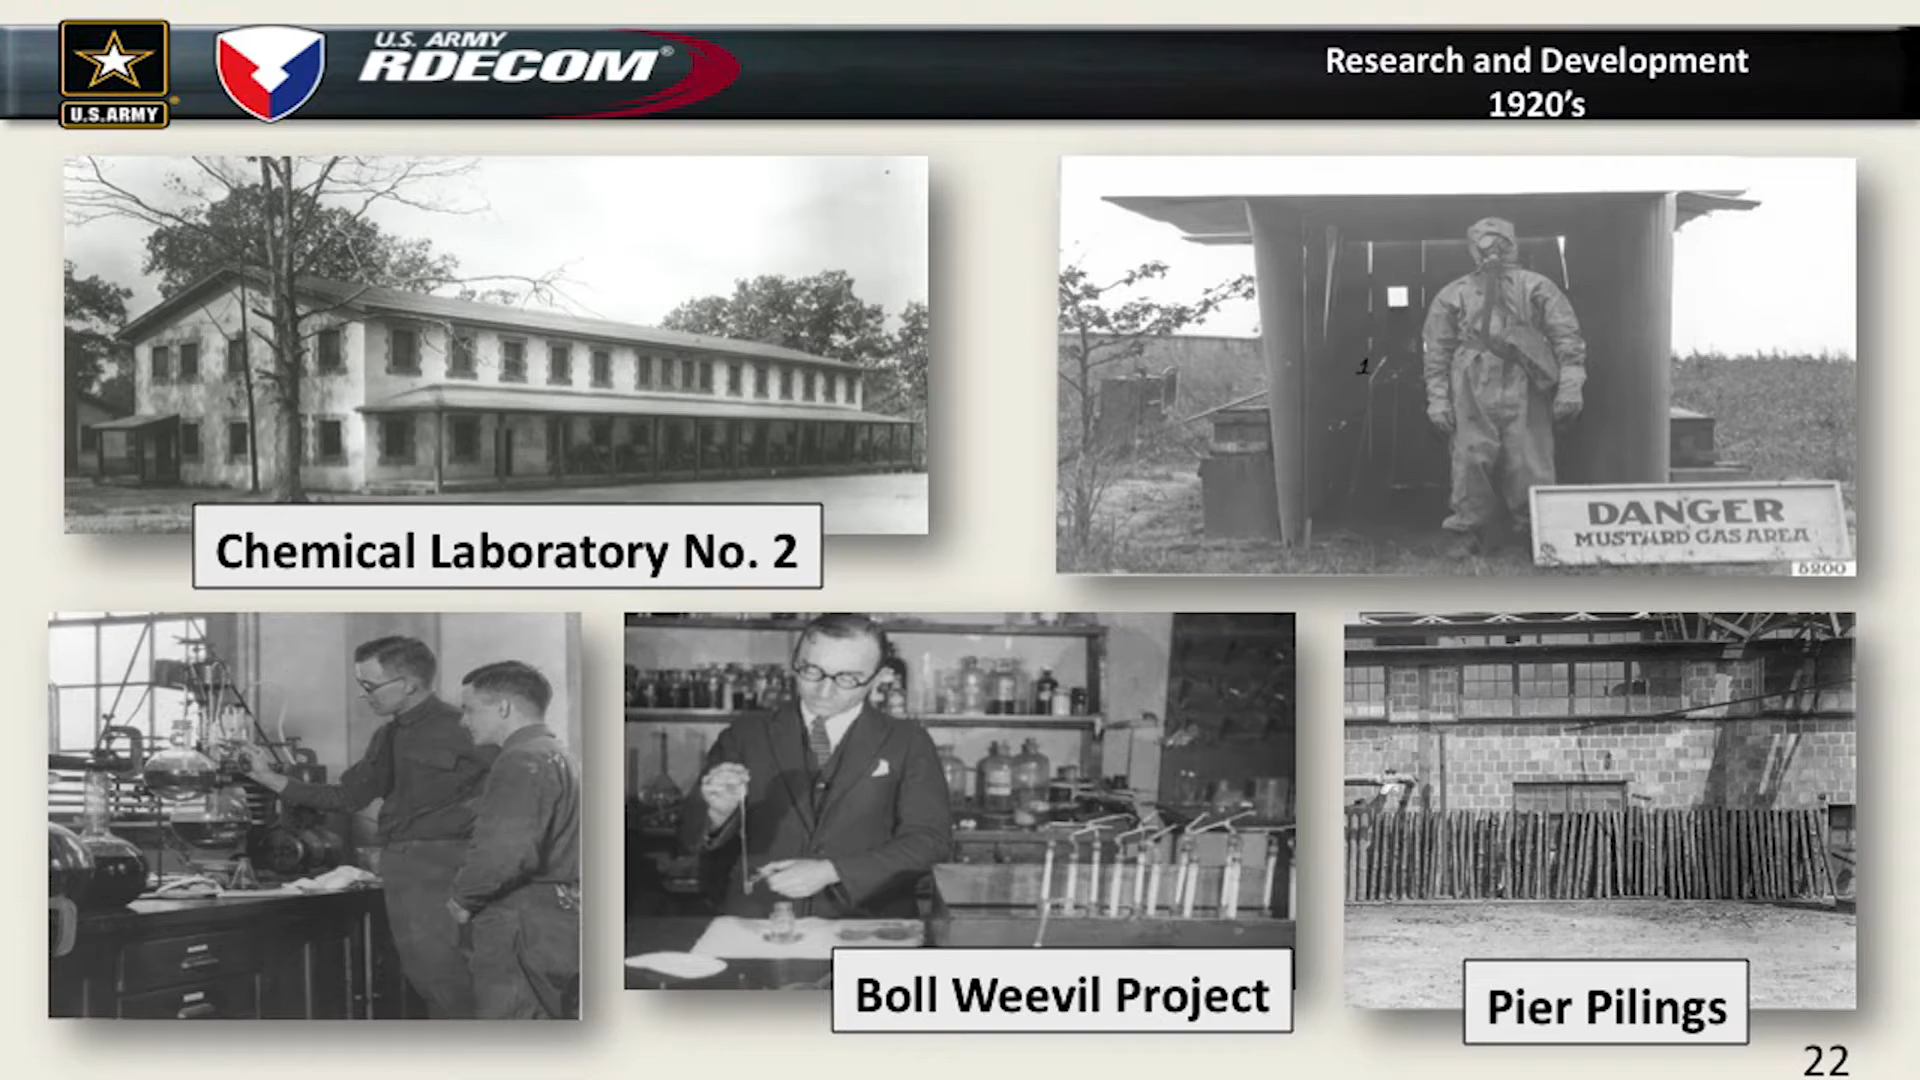 U.S.ARMY
U.S. ARMY
RDECOM®
Research and Development
1920's
Chemical Laboratory No. 2
1
DANGER
MUSTARD GAS AREA
5200
Boll Weevil Project
Pier Pilings
22